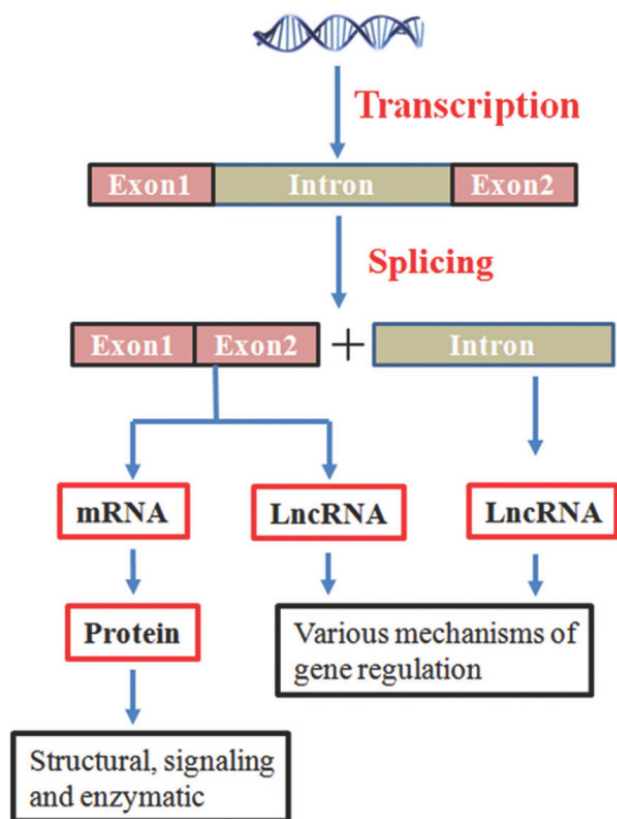 Transcription
Exon1 Intron Exon2
Splicing
Exon1 Exon2 + Intron
mRNA LncRNA LncRNA
Protein
Various mechanisms of
gene regulation
Structural, signaling
and enzymatic